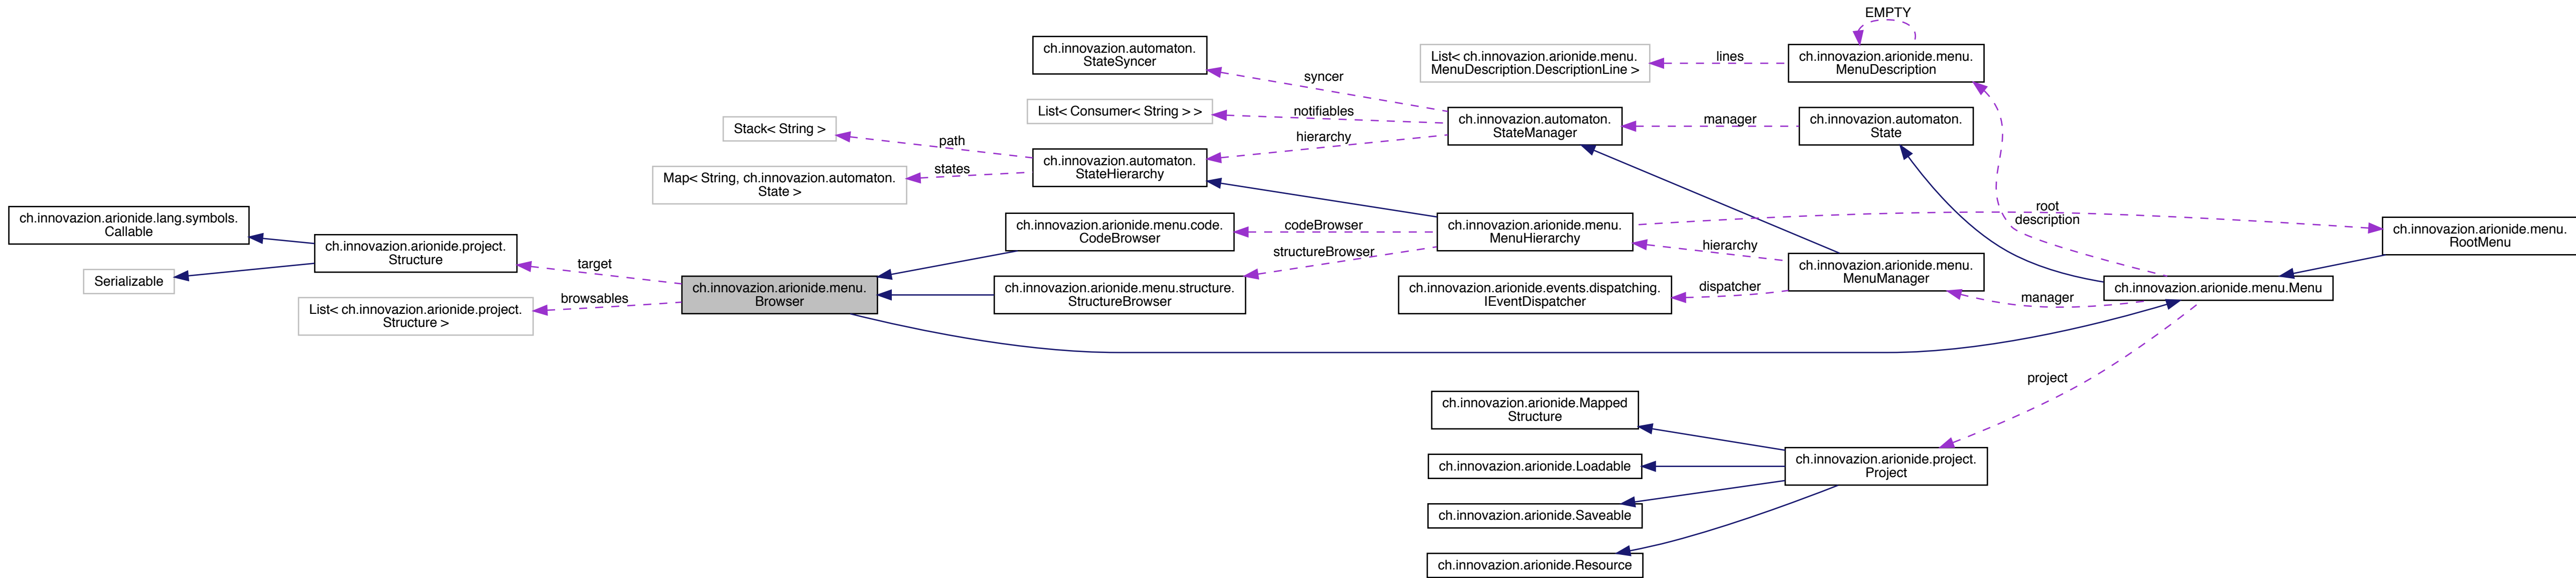 EMPTY
ch.innovazion.automaton.
StateSyncer
List< ch.innovazion.arionide.menu.
MenuDescription.DescriptionLine >
lines
ch.innovazion.arionide.menu.
MenuDescription
syncer
List< Consumer< String > >
notifiables
ch.innovazion.automaton.
StateManager
manager
ch.innovazion.automaton.
State
Stack< String >
path
hierarchy
ch.innovazion.automaton.
StateHierarchy
Map< String, ch.innovazion.automaton.
State >
states
ch.innovazion.arionide.lang.symbols.
Callable
ch.innovazion.arionide.project.
Structure
Serializable
target
browsables
List< ch.innovazion.arionide.project.
Structure >
ch.innovazion.arionide.menu.
Browser
ch.innovazion.arionide.menu.code.
CodeBrowser
codeBrowser
ch.innovazion.arionide.menu.
MenuHierarchy
root
description
ch.innovazion.arionide.menu.
RootMenu
structureBrowser
hierarchy
ch.innovazion.arionide.menu.structure.
StructureBrowser
ch.innovazion.arionide.events.dispatching.
IEventDispatcher
dispatcher
ch.innovazion.arionide.menu.
MenuManager
manager
ch.innovazion.arionide.menu.Menu
project
ch.innovazion.arionide.Mapped
Structure
ch.innovazion.arionide.Loadable
ch.innovazion.arionide.project.
Project
ch.innovazion.arionide.Saveable
ch.innovazion.arionide.Resource